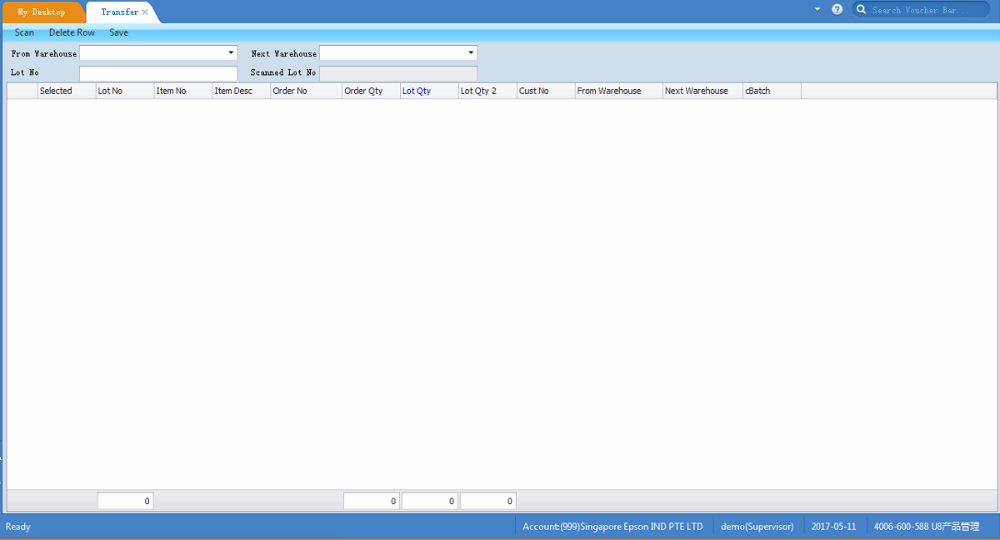 My Desktop Transfer
Search Voucher Bar...
Scan Delete Row Save
From Warehouse Next Warehouse
Lot No Scanned Lot No
Selected Lot No Item No Item Desc Order No Order Qty Lot Qty Lot Qty 2 Cust No From Warehouse Next Warehouse cBatch
0 0 0 0
Ready Account:(999)Singapore Epson IND PTE LTD demo(Supervisor) 2017-05-11 4006-600-588 U8产品管理